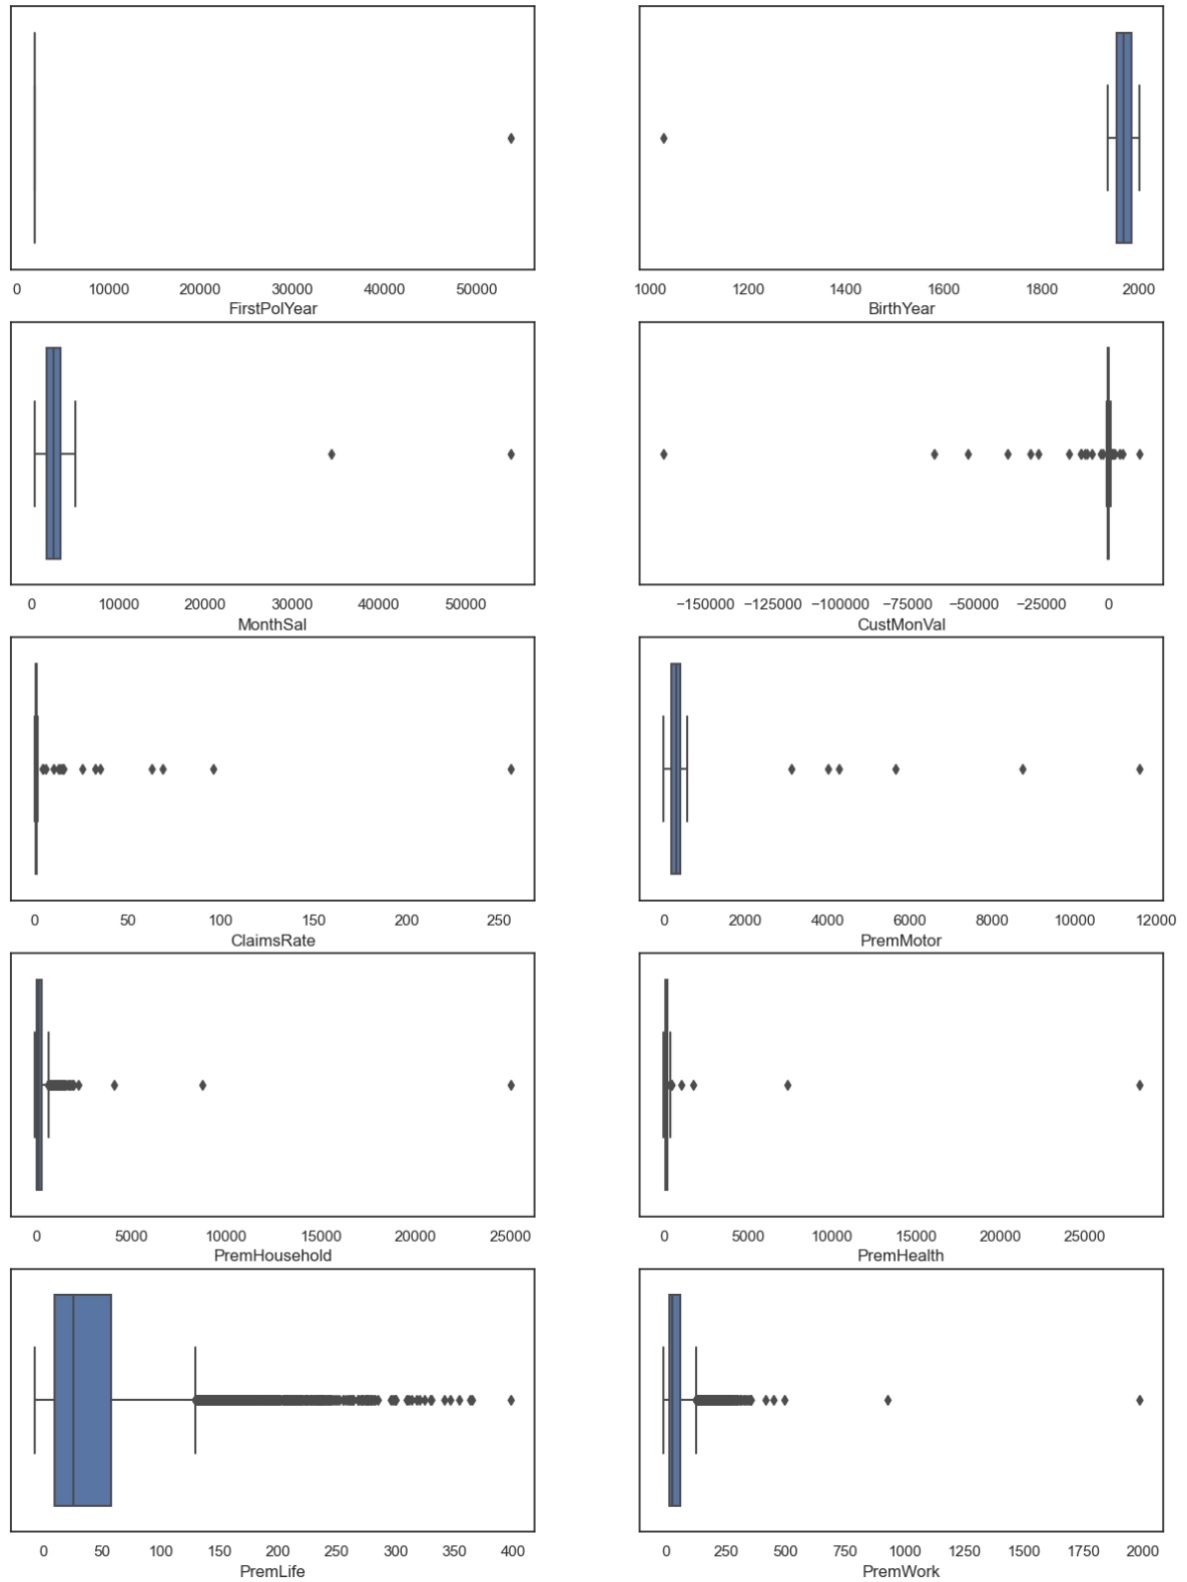 0 10000 20000 30000 40000 50000
FirstPolYear
1000 1200 1400 1600 1800 2000
BirthYear
0 10000 20000 30000 40000 50000
MonthSal
−150000 −125000 −100000 −75000 −50000 −25000 0
CustMonVal
0 50 100 150 200 250
ClaimsRate
0 2000 4000 6000 8000 10000 12000
PremMotor
0 5000 10000 15000 20000 25000
PremHousehold
0 5000 10000 15000 20000 25000
PremHealth
0 50 100 150 200 250 300 350 400
PremLife
0 250 500 750 1000 1250 1500 1750 2000
PremWork